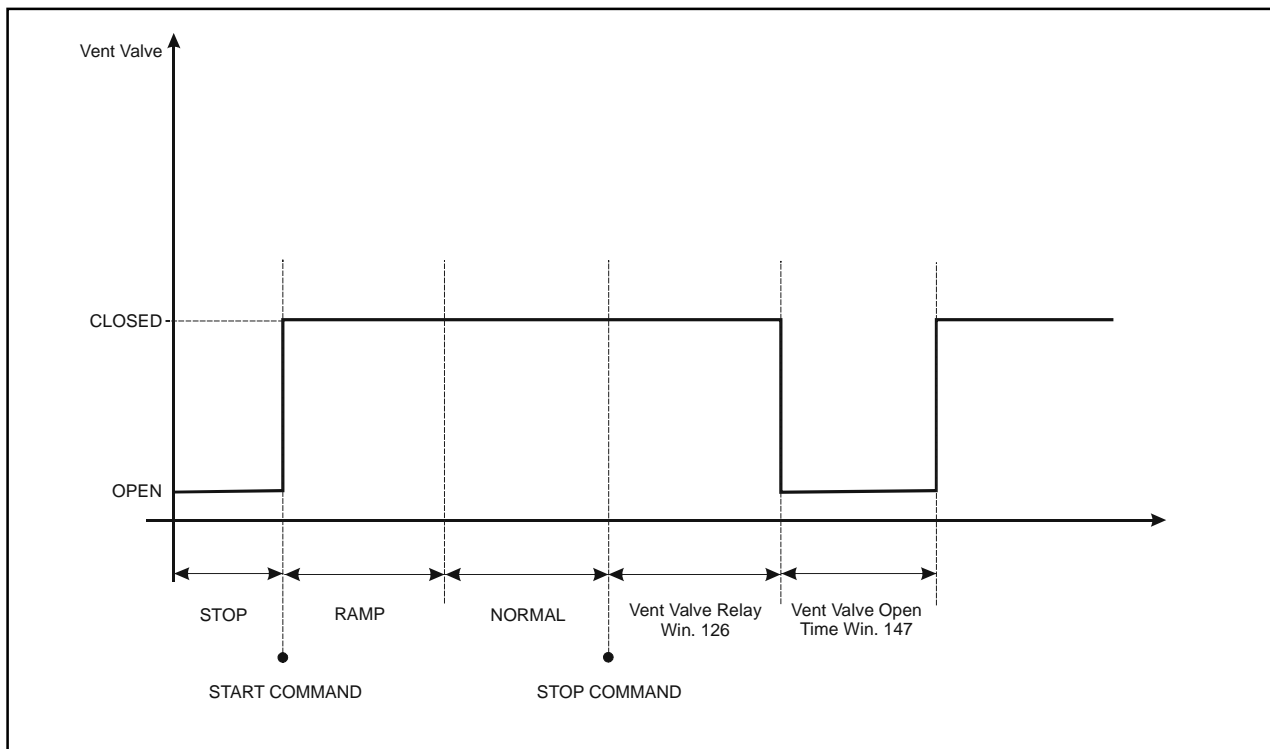 Vent Valve
CLOSED
OPEN
STOP
RAMP
NORMAL
Vent Valve Relay
Win. 126
Vent Valve Open
Time Win. 147
START COMMAND
STOP COMMAND